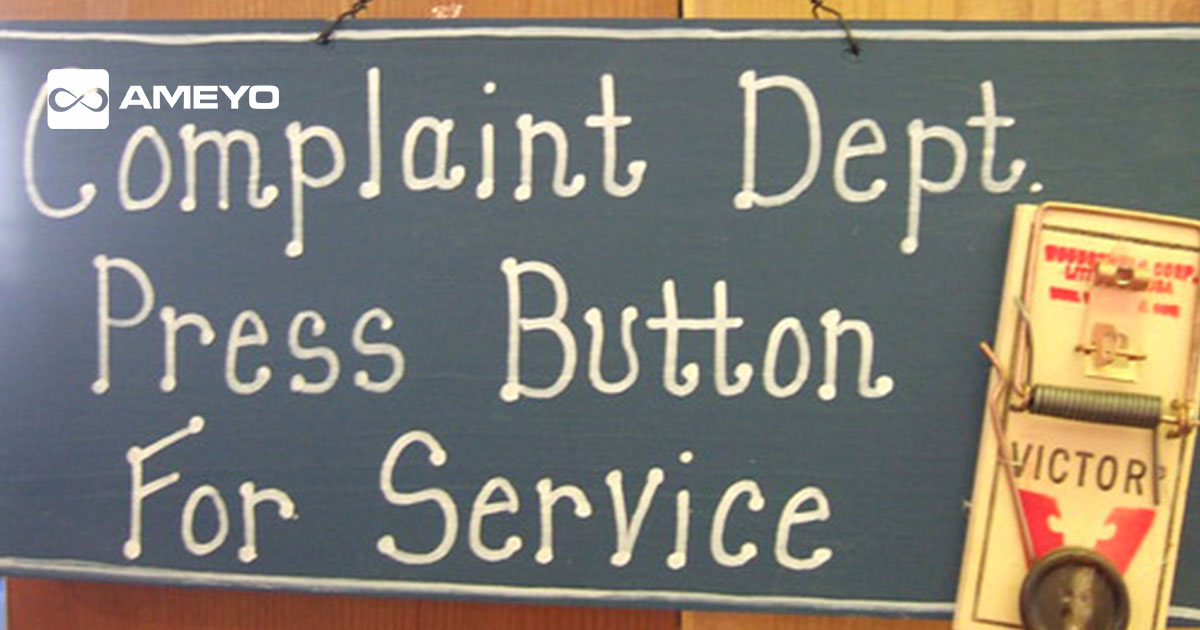 AMEYO
Complaint Dept.
Press Button
For Service
VICTOR